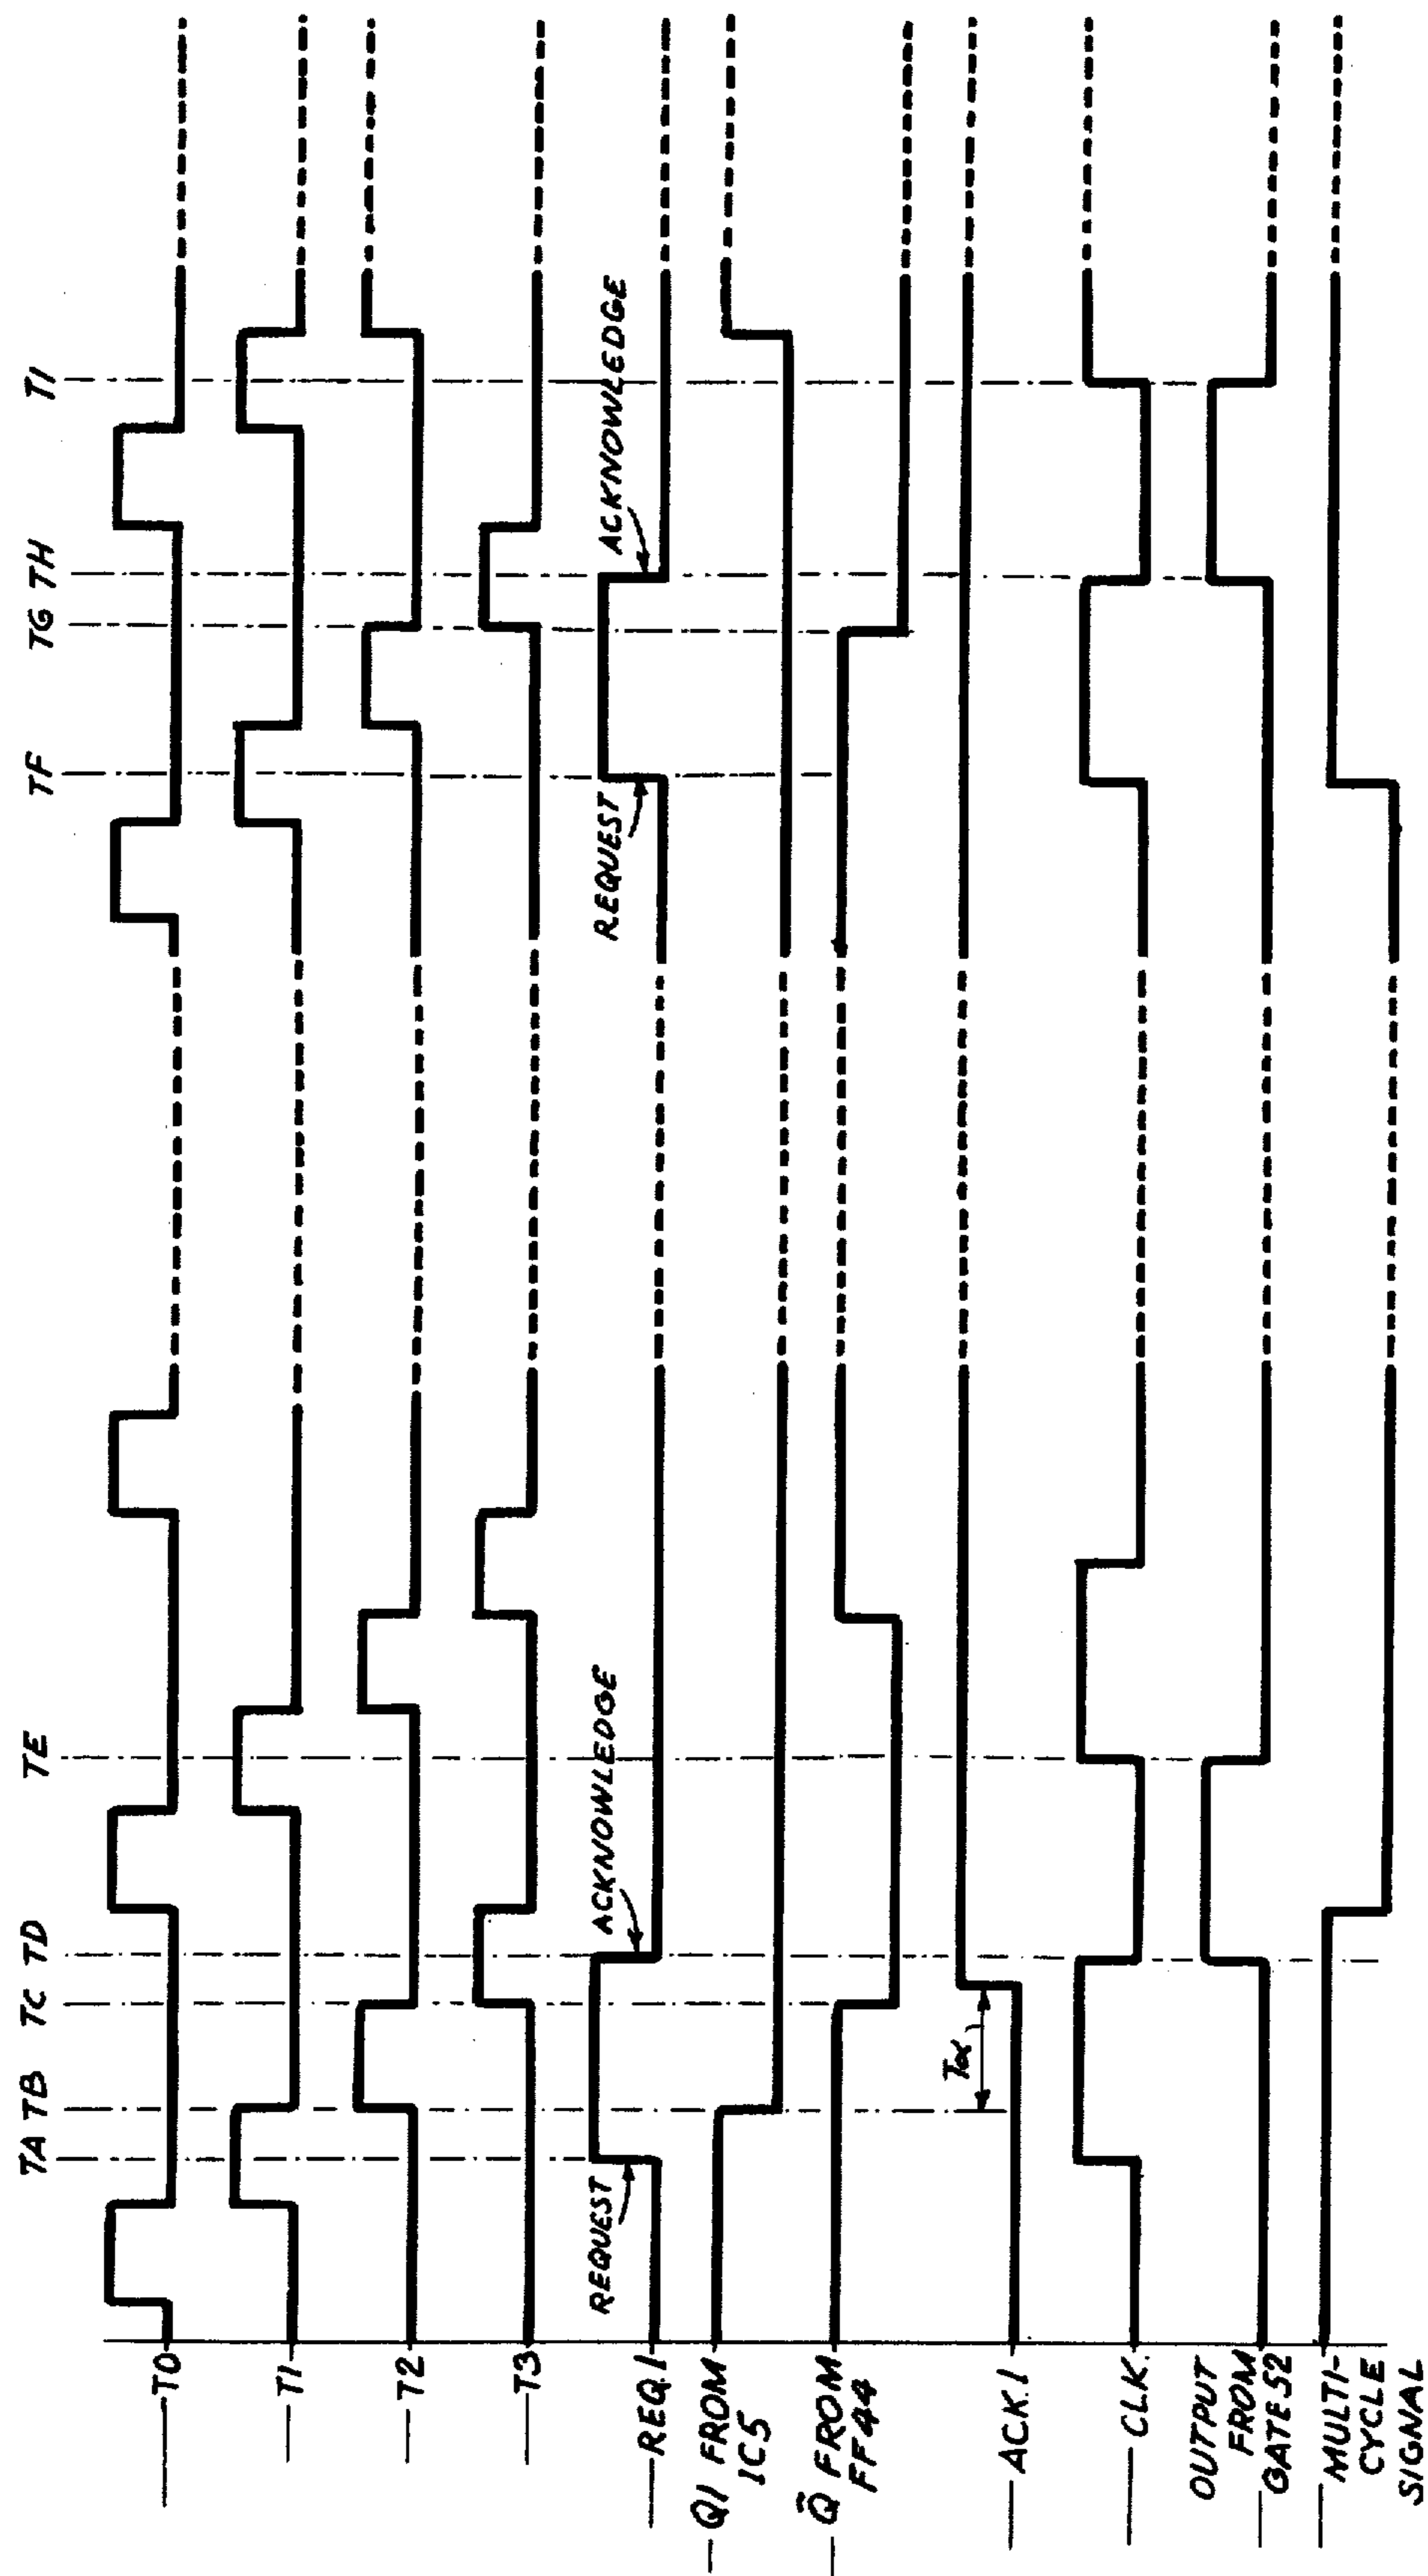 TA TB TC TD TE TF TG TH TI
T0
T1
T2
T3
REQUEST
ACKNOWLEDGE
REQUEST
ACKNOWLEDGE
REQ.1
Q1 FROM
IC5
Q̄ FROM
FF44
Tα
ACK.1
CLK.
OUTPUT
FROM
GATE 52
MULTI-
CYCLE
SIGNAL